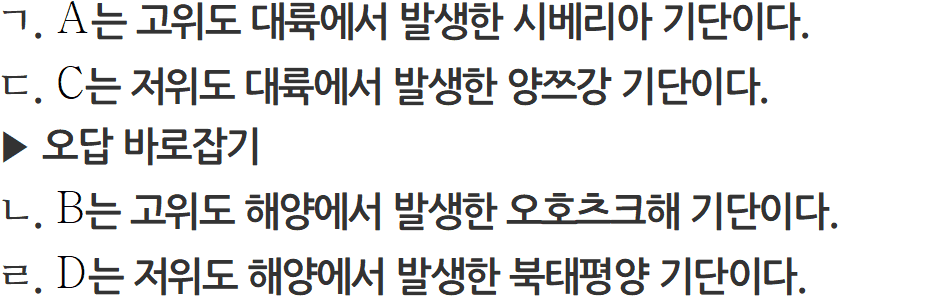 ㄱ. A는 고위도 대륙에서 발생한 시베리아 기단이다.
ㄷ. C는 저위도 대륙에서 발생한 양쯔강 기단이다.
▶ 오답 바로잡기
ㄴ. B는 고위도 해양에서 발생한 오호츠크해 기단이다.
ㄹ. D는 저위도 해양에서 발생한 북태평양 기단이다.